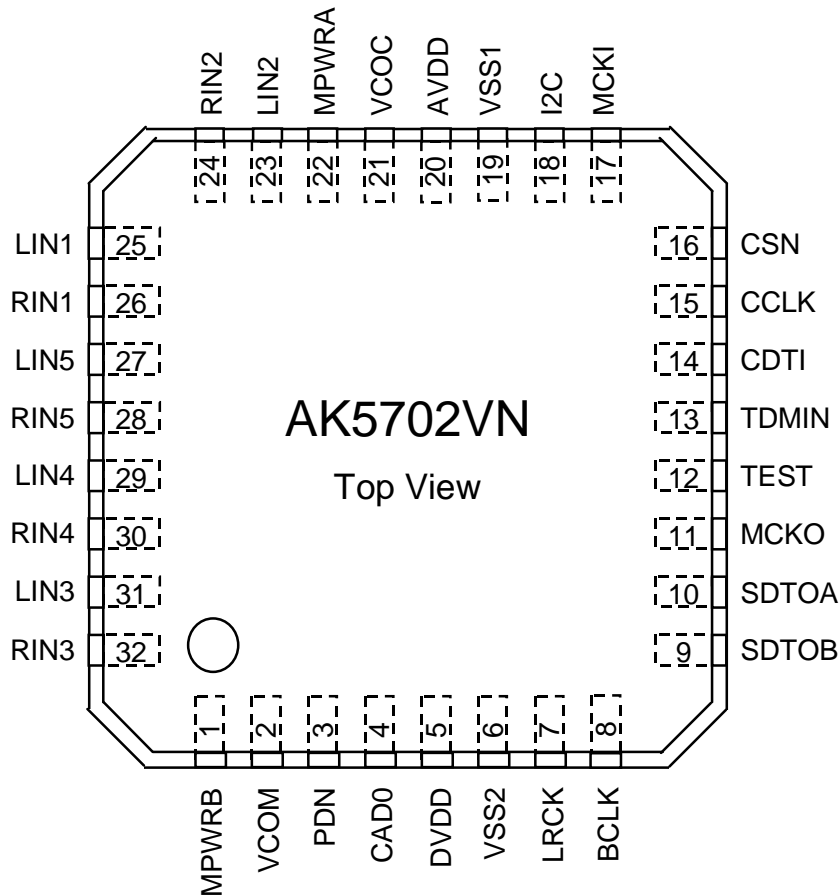 RIN2
LIN2
MPWRA
VCOC
AVDD
VSS1
I2C
MCKI
24
23
22
21
20
19
18
17
LIN1 25
RIN1 26
LIN5 27
RIN5 28
LIN4 29
RIN4 30
LIN3 31
RIN3 32
AK5702VN
Top View
16 CSN
15 CCLK
14 CDTI
13 TDMIN
12 TEST
11 MCKO
10 SDTOA
9 SDTOB
1
2
3
4
5
6
7
8
MPWRB
VCOM
PDN
CAD0
DVDD
VSS2
LRCK
BCLK